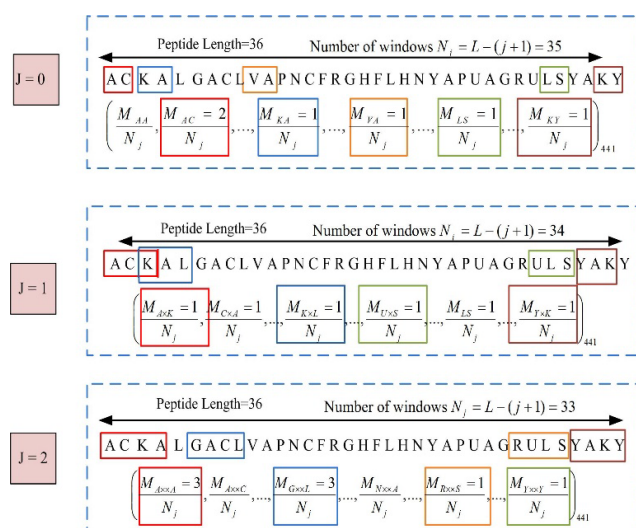 Peptide Length=36 Number of windows N_j = L-(j+1) = 35
J = 0
A C K A L G A C L V A P N C F R G H F L H N Y A P U A G R U L S Y A K Y
(M_AA/N_j, M_AC = 2/N_j,..., M_KA = 1/N_j,..., M_VA = 1/N_j,..., M_LS = 1/N_j,..., M_KY = 1/N_j)_441
Peptide Length=36 Number of windows N_j = L-(j+1) = 34
J = 1
A C K A L G A C L V A P N C F R G H F L H N Y A P U A G R U L S Y A K Y
(M_A×K = 1/N_j, M_C×A = 1/N_j,..., M_K×L = 1/N_j,..., M_U×S = 1/N_j,..., M_LS = 1/N_j,..., M_Y×K = 1/N_j)_441
Peptide Length=36 Number of windows N_j = L-(j+1) = 33
J = 2
A C K A L G A C L V A P N C F R G H F L H N Y A P U A G R U L S Y A K Y
(M_A××A = 3/N_j, M_A××C/N_j,..., M_G××L = 3/N_j,..., M_N××A/N_j,..., M_R××S = 1/N_j,..., M_Y××Y = 1/N_j)_441